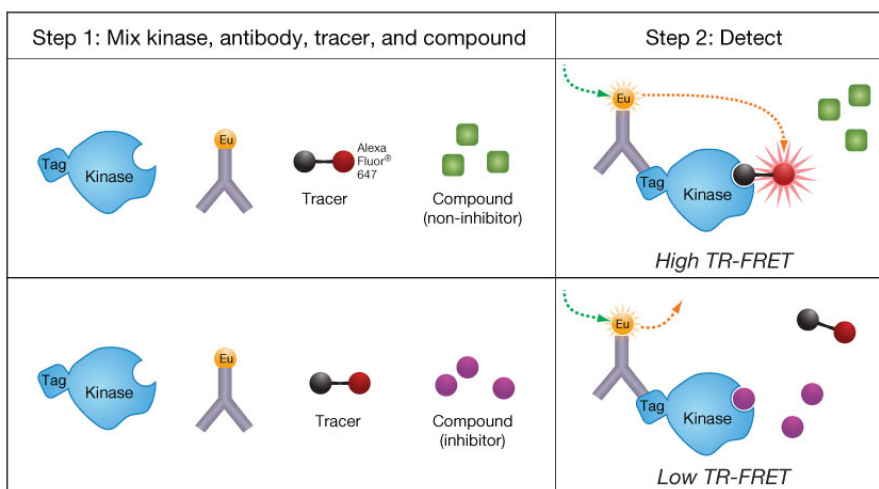 Step 1: Mix kinase, antibody, tracer, and compound
Step 2: Detect
Tag
Kinase
Eu
Alexa
Fluor®
647
Tracer
Compound
(non-inhibitor)
Eu
Tag
Kinase
High TR-FRET
Tag
Kinase
Eu
Tracer
Compound
(inhibitor)
Eu
Tag
Kinase
Low TR-FRET